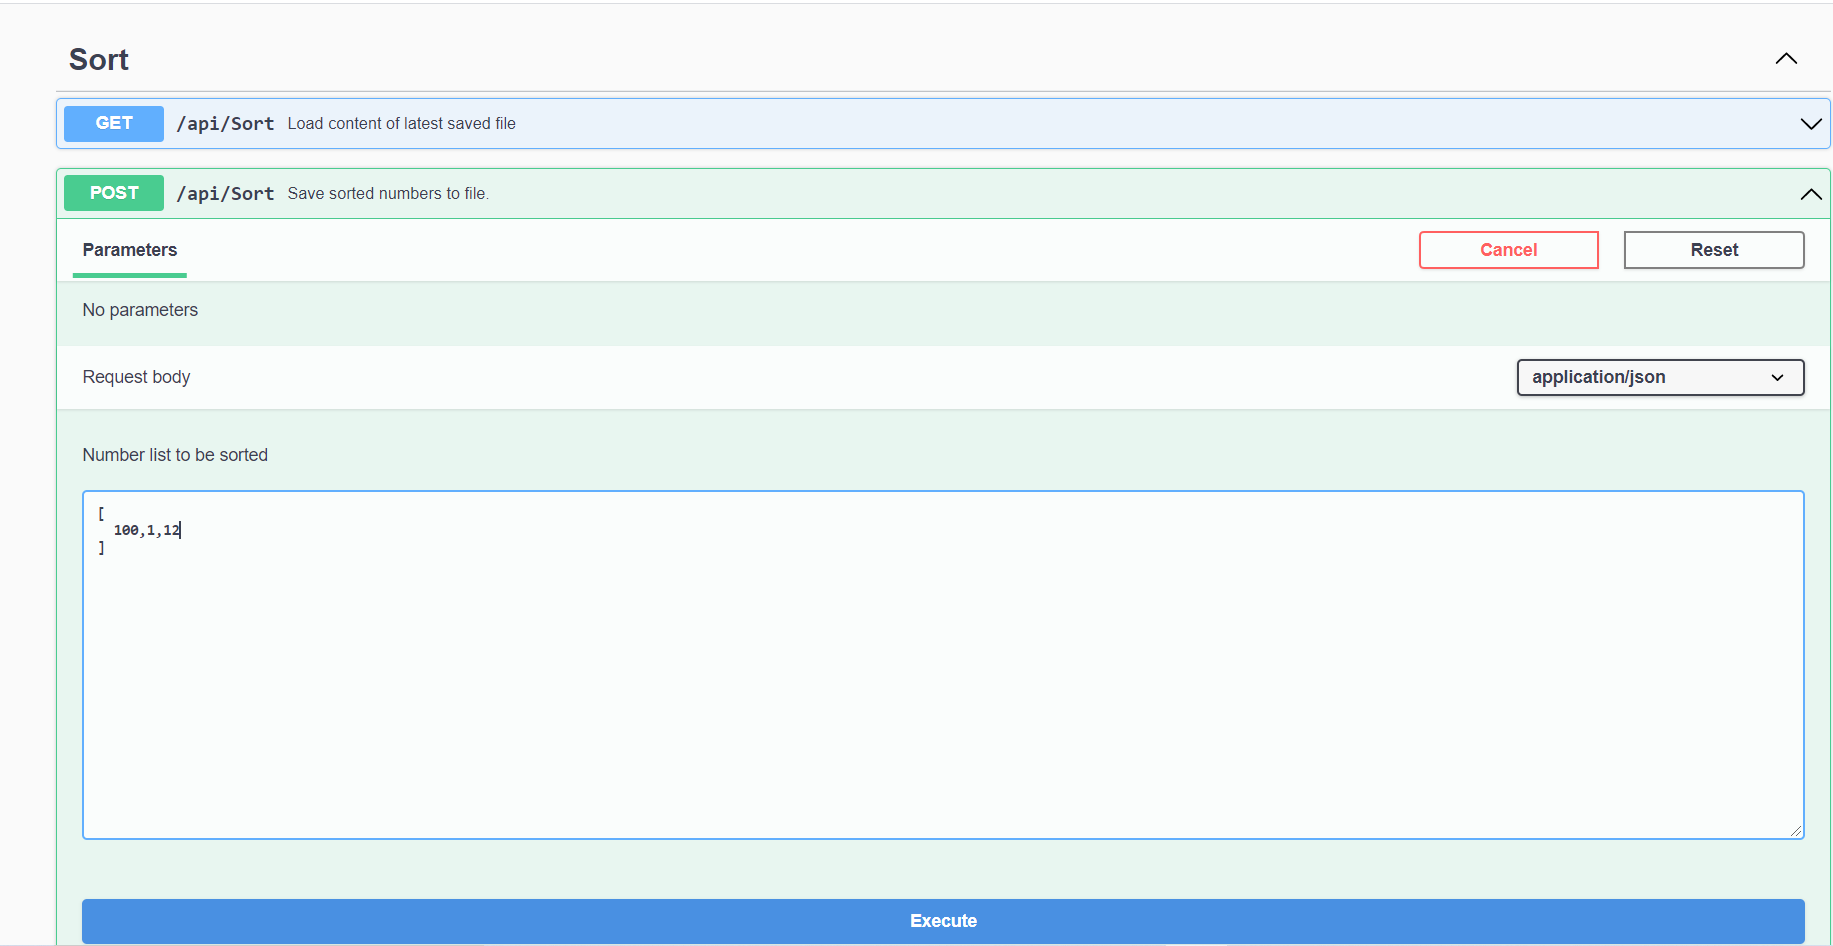 Sort
GET /api/Sort Load content of latest saved file
POST /api/Sort Save sorted numbers to file.
Parameters Cancel Reset
No parameters
Request body application/json
Number list to be sorted
[
100,1,12
]
Execute